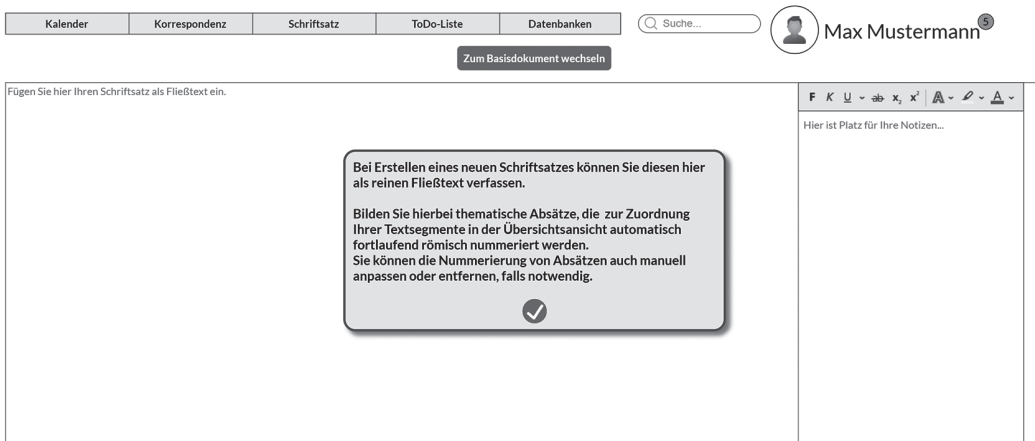 Kalender
Korrespondenz
Schriftsatz
ToDo-Liste
Datenbanken
Suche...
Max Mustermann
5
Zum Basisdokument wechseln
Fügen Sie hier Ihren Schriftsatz als Fließtext ein.
F K U ab x₂ x² A A
Hier ist Platz für Ihre Notizen...
Bei Erstellen eines neuen Schriftsatzes können Sie diesen hier
als reinen Fließtext verfassen.
Bilden Sie hierbei thematische Absätze, die zur Zuordnung
Ihrer Textsegmente in der Übersichtsansicht automatisch
fortlaufend römisch nummeriert werden.
Sie können die Nummerierung von Absätzen auch manuell
anpassen oder entfernen, falls notwendig.